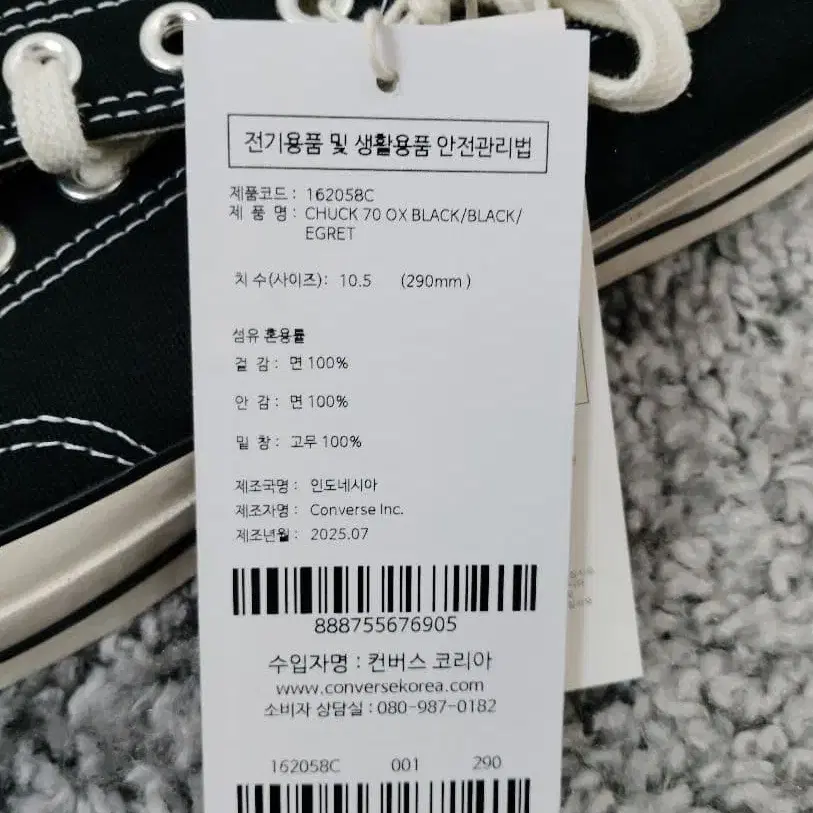 전기용품 및 생활용품 안전관리법
제품코드 : 162058C
제 품 명 : CHUCK 70 OX BLACK/BLACK/
EGRET
치 수(사이즈) : 10.5 (290mm )
섬유 혼용률
겉 감 : 면 100%
안 감 : 면 100%
밑 창 : 고무 100%
제조국명 : 인도네시아
제조자명 : Converse Inc.
제조년월 : 2025.07
888755676905
수입자명 : 컨버스 코리아
www.conversekorea.com
소비자 상담실 : 080-987-0182
162058C 001 290